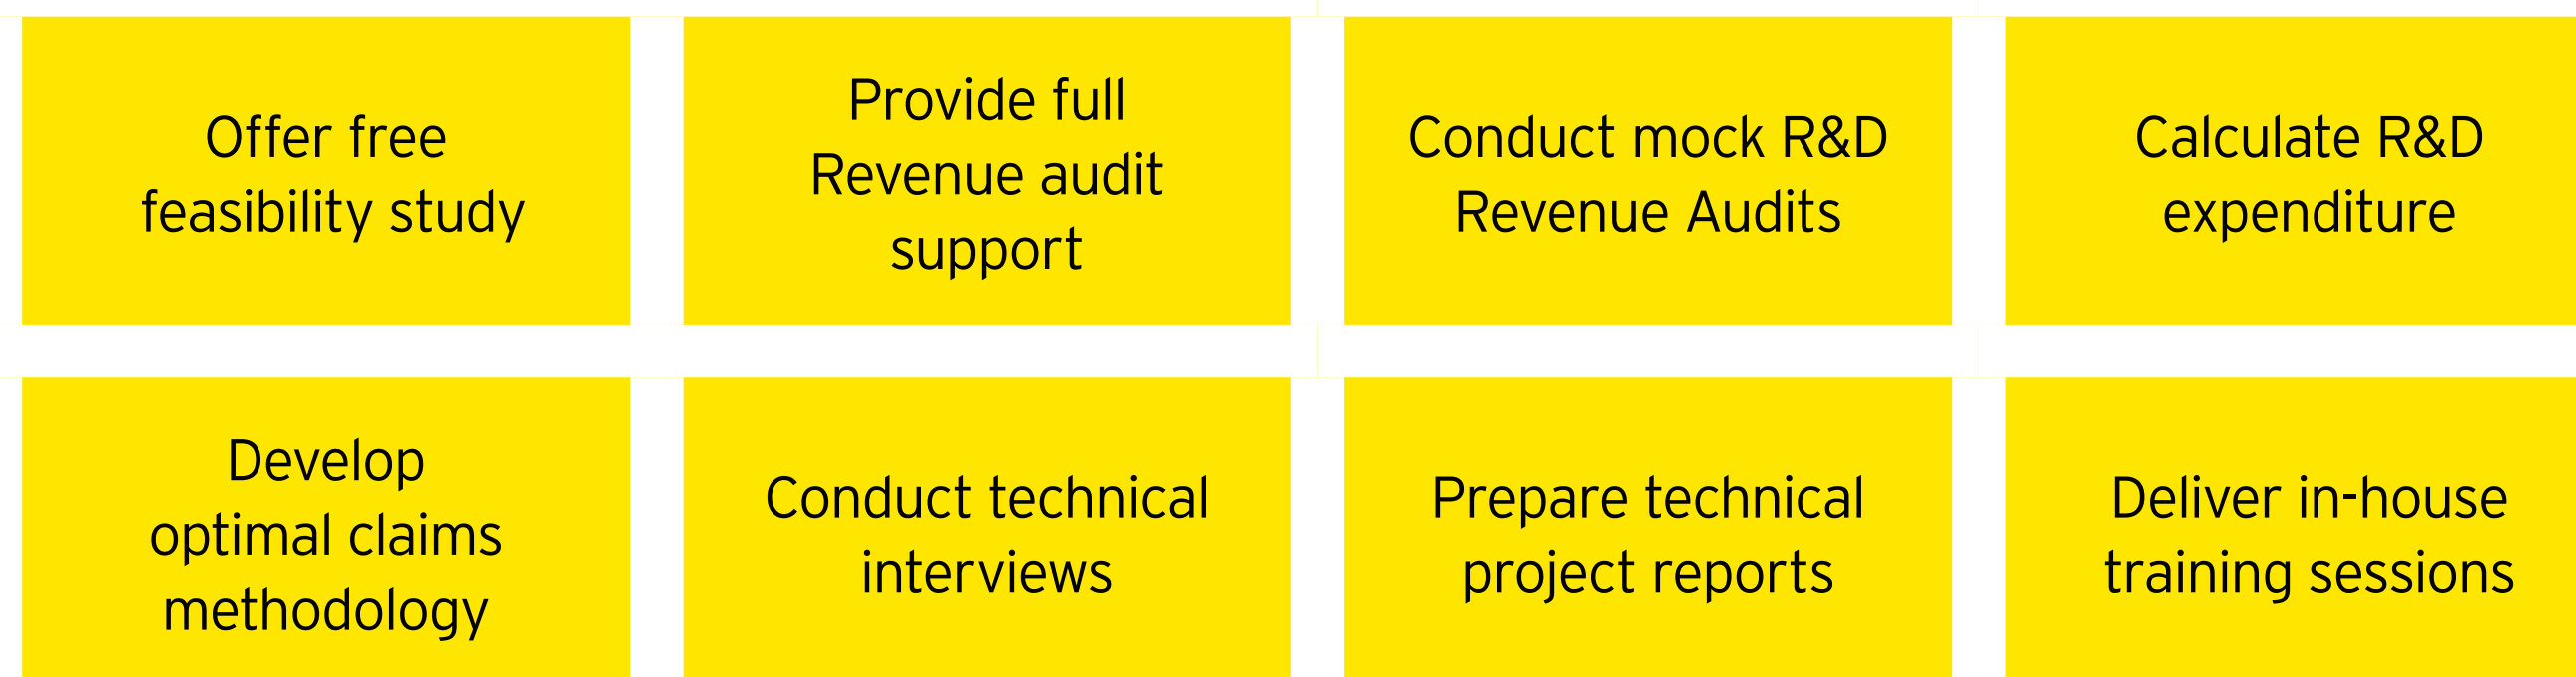 Offer free
feasibility study
Provide full
Revenue audit
support
Conduct mock R&D
Revenue Audits
Calculate R&D
expenditure
Develop
optimal claims
methodology
Conduct technical
interviews
Prepare technical
project reports
Deliver in-house
training sessions